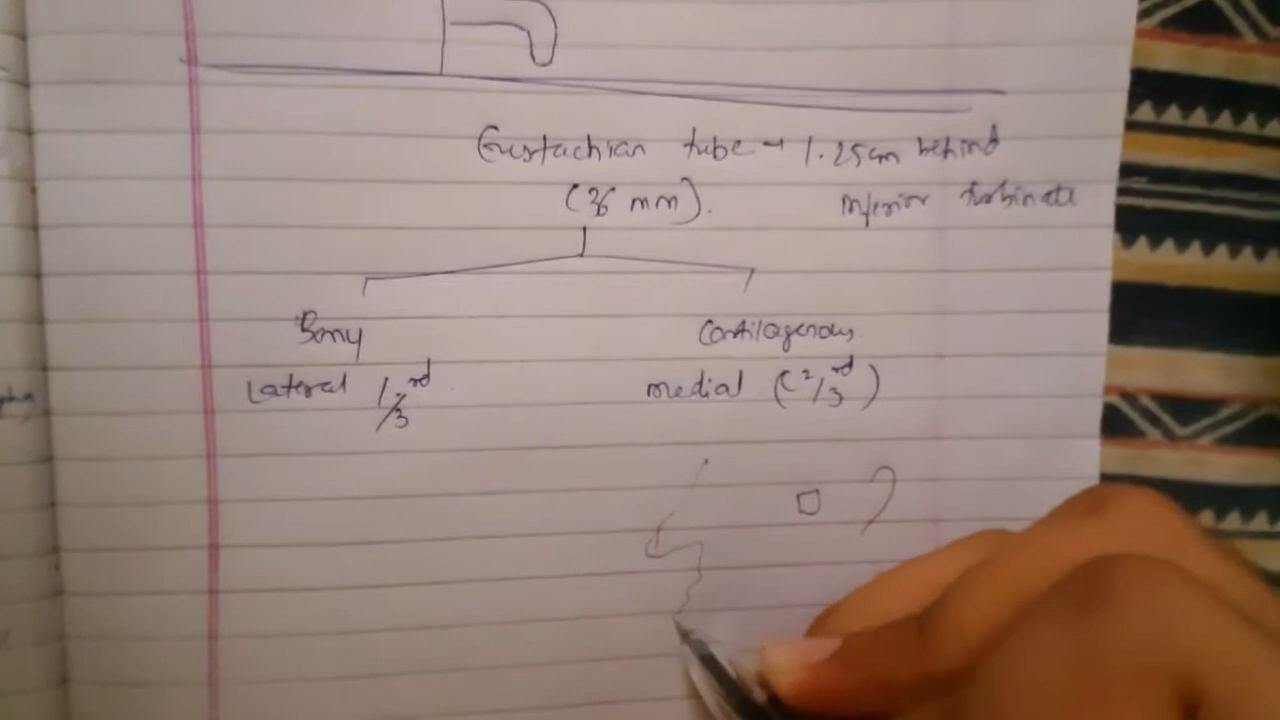 Eustachian tube → 1.25cm behind
(36 mm). Inferior turbinate
Bony Cartilagenous
Lateral 1/3rd medial (2/3rd)